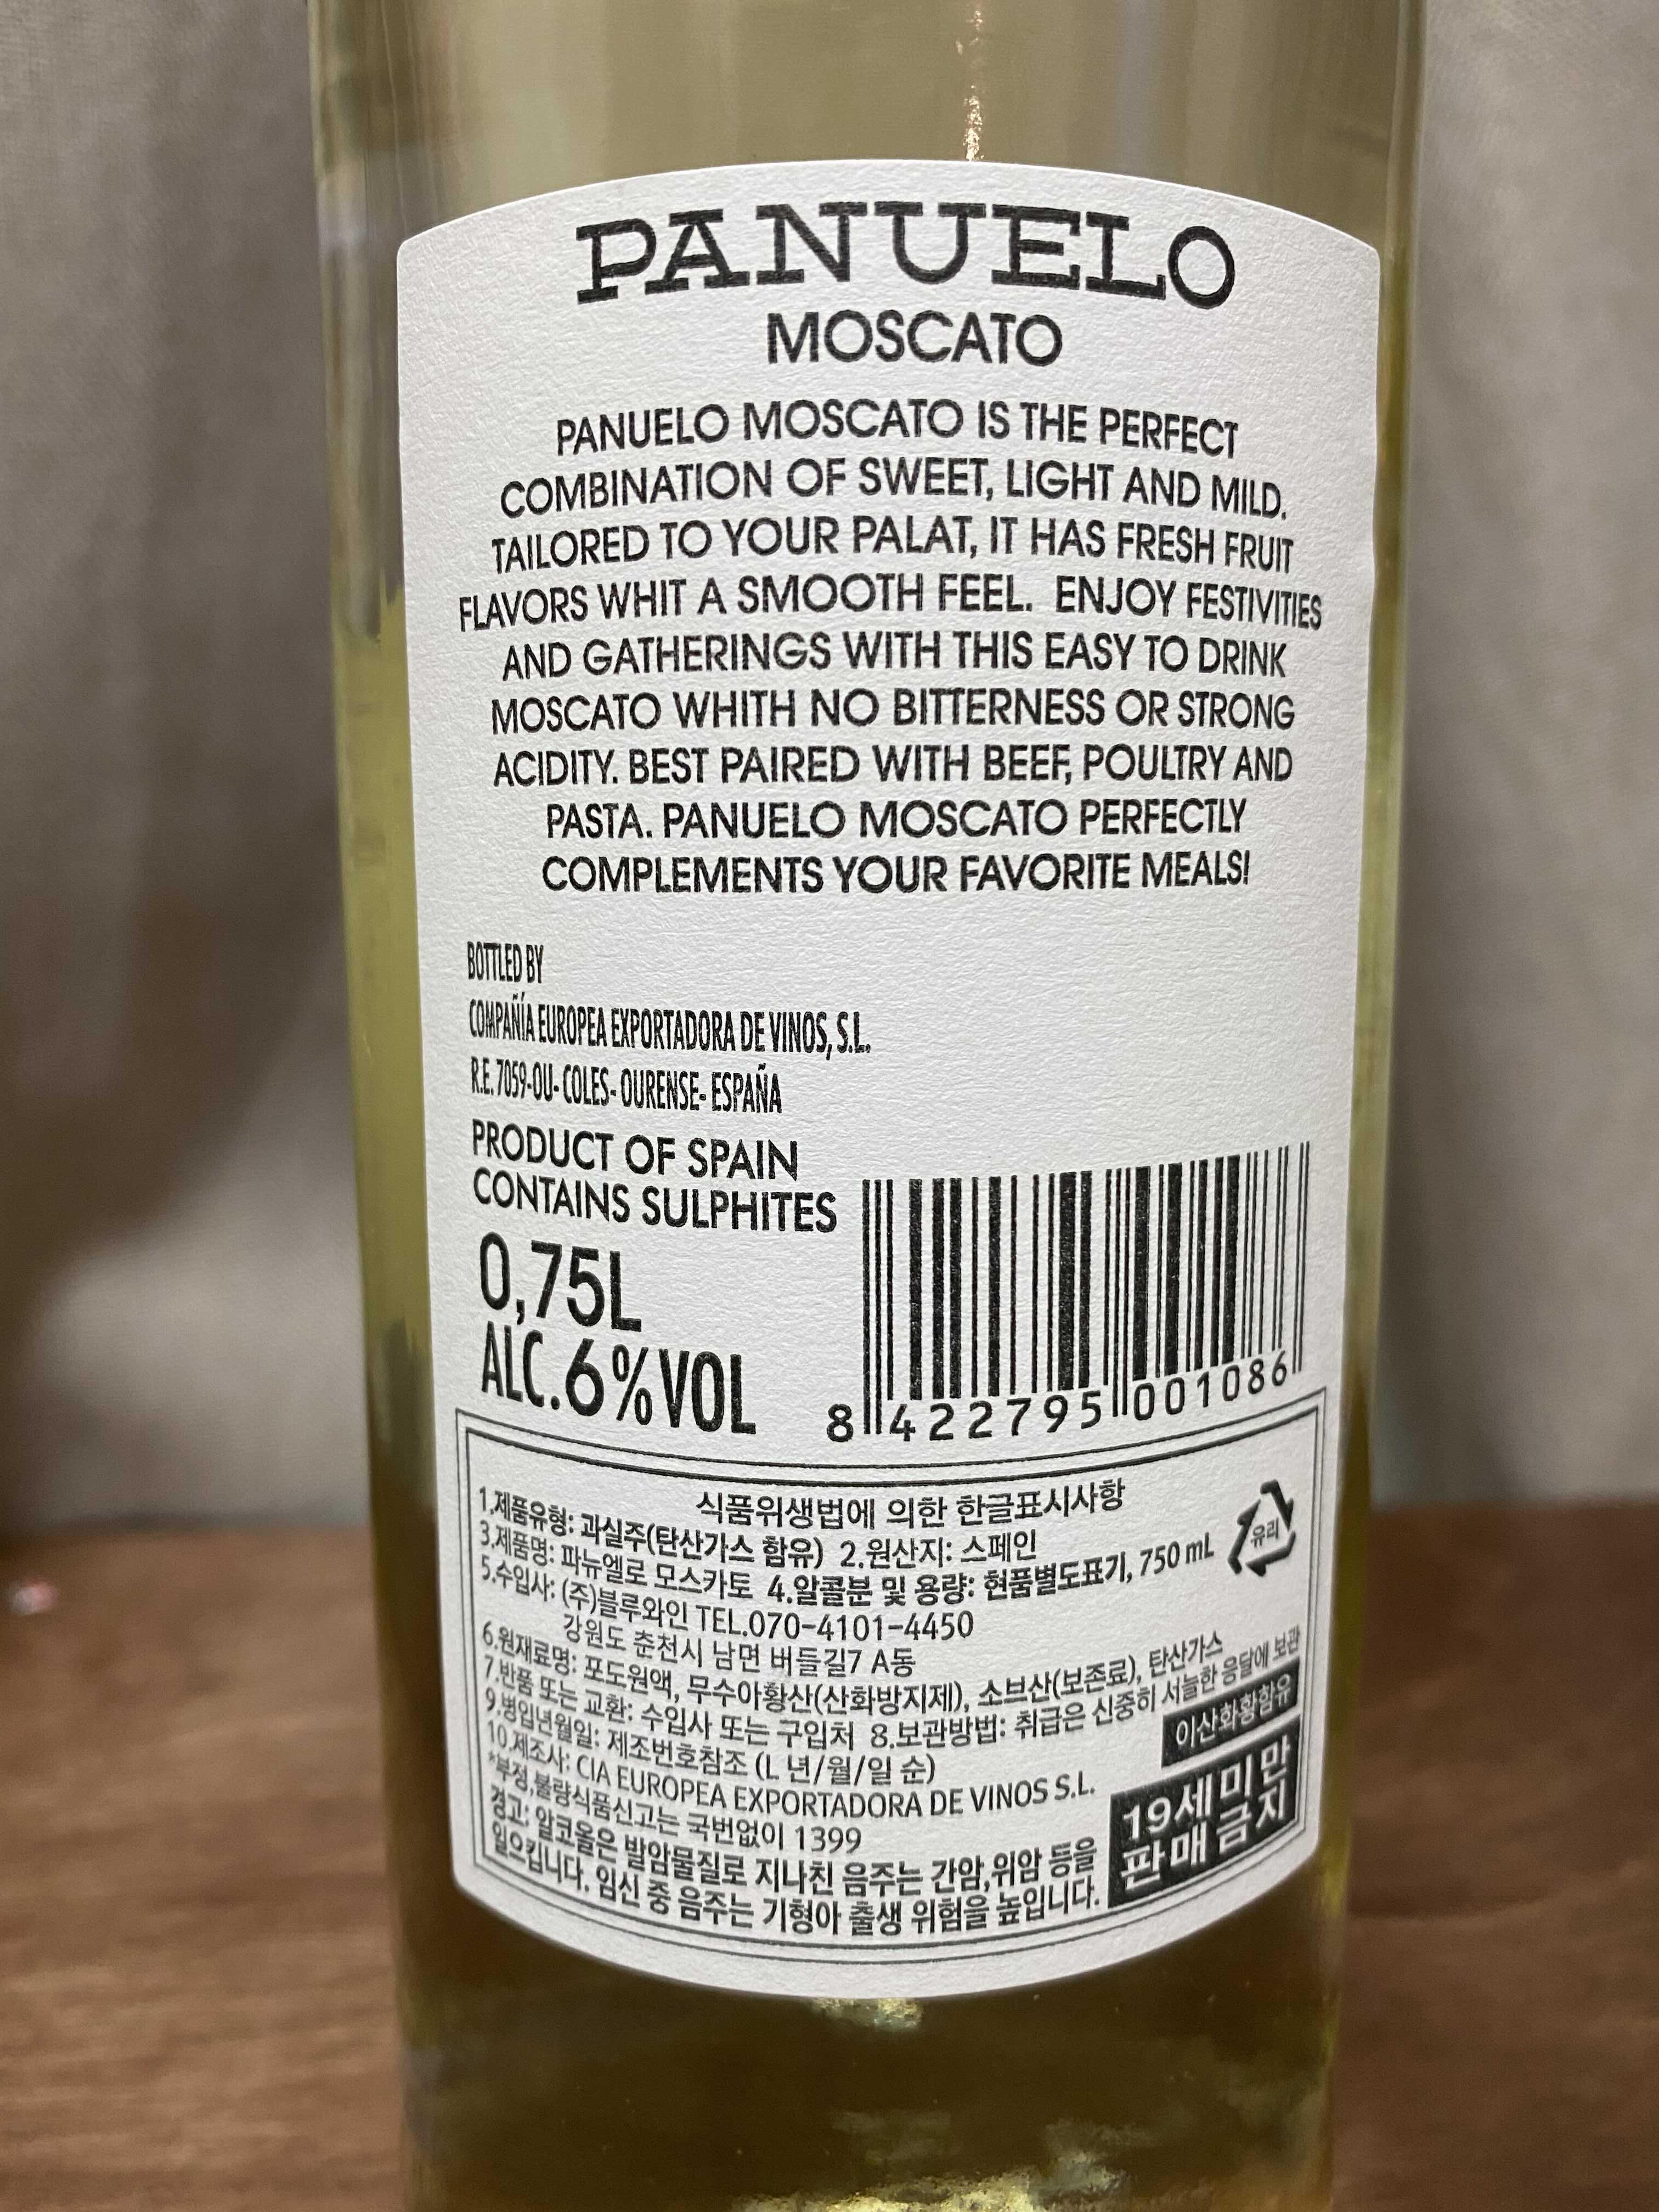 PANUELO
MOSCATO
PANUELO MOSCATO IS THE PERFECT
COMBINATION OF SWEET, LIGHT AND MILD.
TAILORED TO YOUR PALAT, IT HAS FRESH FRUIT
FLAVORS WHIT A SMOOTH FEEL. ENJOY FESTIVITIES
AND GATHERINGS WITH THIS EASY TO DRINK
MOSCATO WHITH NO BITTERNESS OR STRONG
ACIDITY. BEST PAIRED WITH BEEF, POULTRY AND
PASTA. PANUELO MOSCATO PERFECTLY
COMPLEMENTS YOUR FAVORITE MEALS!
BOTTLED BY
COMPAÑÍA EUROPEA EXPORTADORA DE VINOS, S.L.
R.E. 7059-OU- COLES- OURENSE- ESPAÑA
PRODUCT OF SPAIN
CONTAINS SULPHITES
0,75L
ALC.6%VOL
8 422795 001086
식품위생법에 의한 한글표시사항
1.제품유형: 과실주(탄산가스 함유) 2.원산지: 스페인
3.제품명: 파뉴엘로 모스카토 4.알콜분 및 용량: 현품별도표기, 750 mL
유리
5.수입사: (주)블루와인 TEL.070-4101-4450
강원도 춘천시 남면 버들길7 A동
6.원재료명: 포도원액, 무수아황산(산화방지제), 소브산(보존료), 탄산가스
7.반품 또는 교환: 수입사 또는 구입처 8.보관방법: 취급은 신중히 서늘한 응달에 보관
9.병입년월일: 제조번호참조 (L 년/월/일 순)
이산화황함유
10.제조사: CIA EUROPEA EXPORTADORA DE VINOS S.L.
*부정,불량식품신고는 국번없이 1399
경고: 알코올은 발암물질로 지나친 음주는 간암,위암 등을
일으킵니다. 임신 중 음주는 기형아 출생 위험을 높입니다.
19세미만
판매금지